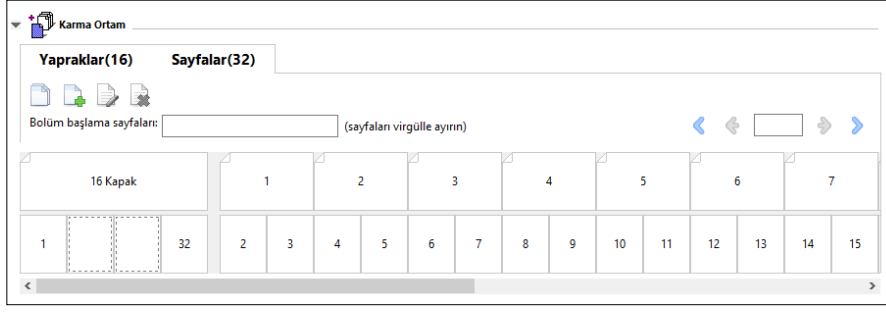 Karma Ortam
Yapraklar(16) Sayfalar(32)
Bolüm başlama sayfaları: (sayfaları virgülle ayırın)
16 Kapak 1 2 3 4 5 6 7
1 32 2 3 4 5 6 7 8 9 10 11 12 13 14 15